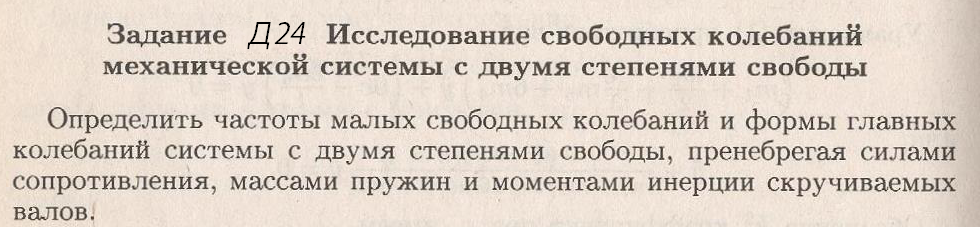 Задание Д24 Исследование свободных колебаний
механической системы с двумя степенями свободы
Определить частоты малых свободных колебаний и формы главных
колебаний системы с двумя степенями свободы, пренебрегая силами
сопротивления, массами пружин и моментами инерции скручиваемых
валов.